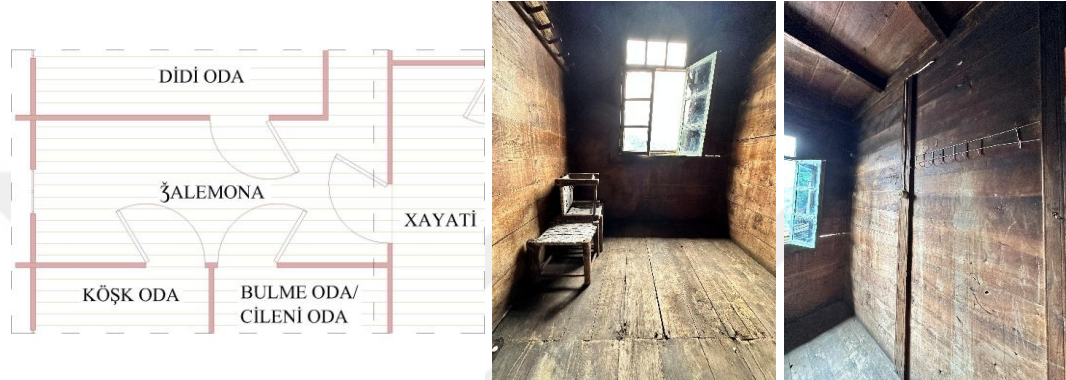 DİDİ ODA
ǮALEMONA
XAYATİ
KÖŞK ODA
BULME ODA/
CİLENİ ODA